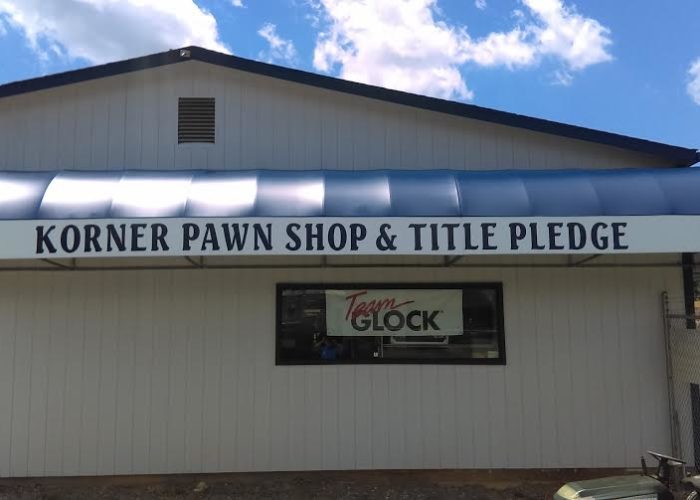 KORNER PAWN SHOP & TITLE PLEDGE
Team
GLOCK